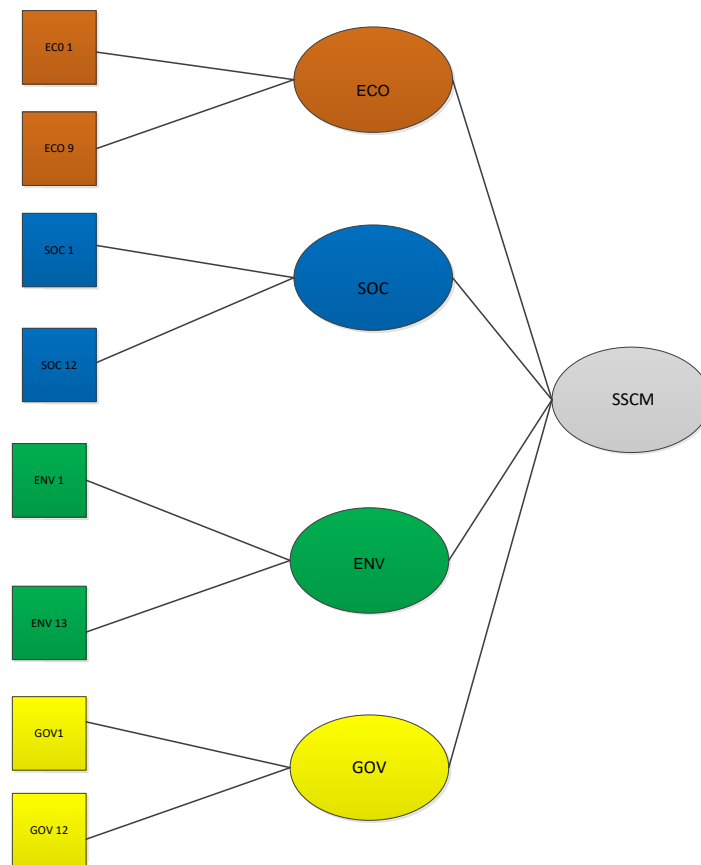 EC0 1
ECO
ECO 9
SOC 1
SOC
SOC 12
SSCM
ENV 1
ENV
ENV 13
GOV1
GOV
GOV 12